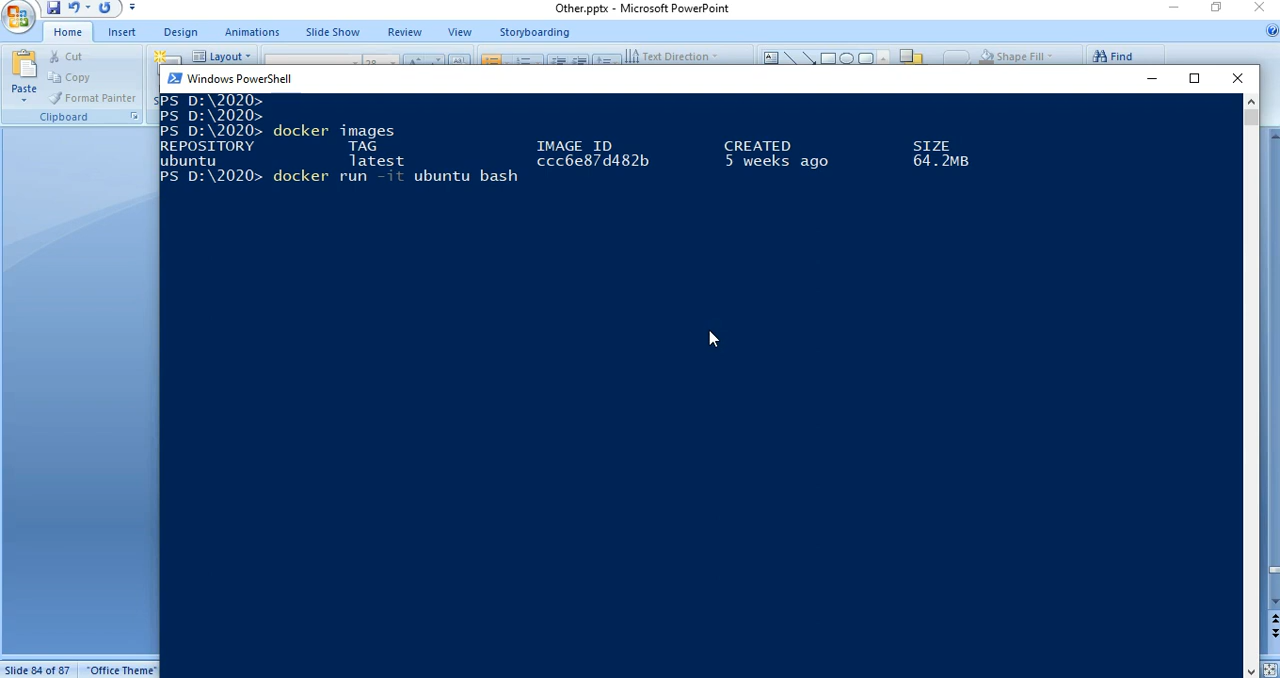 Other.pptx - Microsoft PowerPoint
Home Insert Design Animations Slide Show Review View Storyboarding
Cut Layout Text Direction Shape Fill Find
Copy
Paste
Format Painter
Clipboard
Windows PowerShell
PS D:\2020>
PS D:\2020>
PS D:\2020> docker images
REPOSITORY TAG IMAGE ID CREATED SIZE
ubuntu latest ccc6e87d482b 5 weeks ago 64.2MB
PS D:\2020> docker run -it ubuntu bash
Slide 84 of 87 "Office Theme"